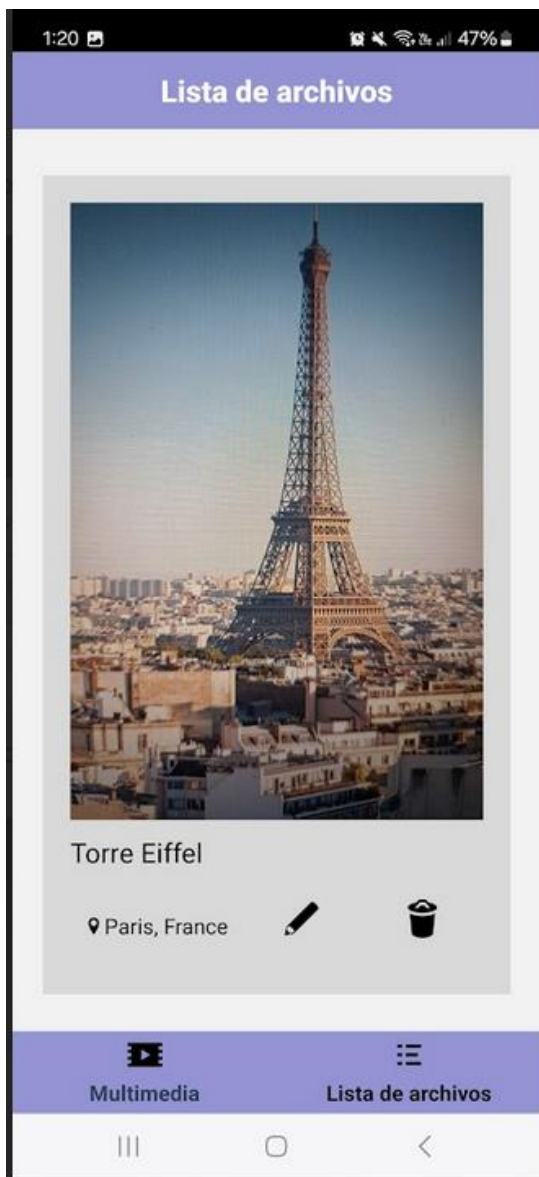 1:20
47%
Lista de archivos
Torre Eiffel
Paris, France
Multimedia
Lista de archivos